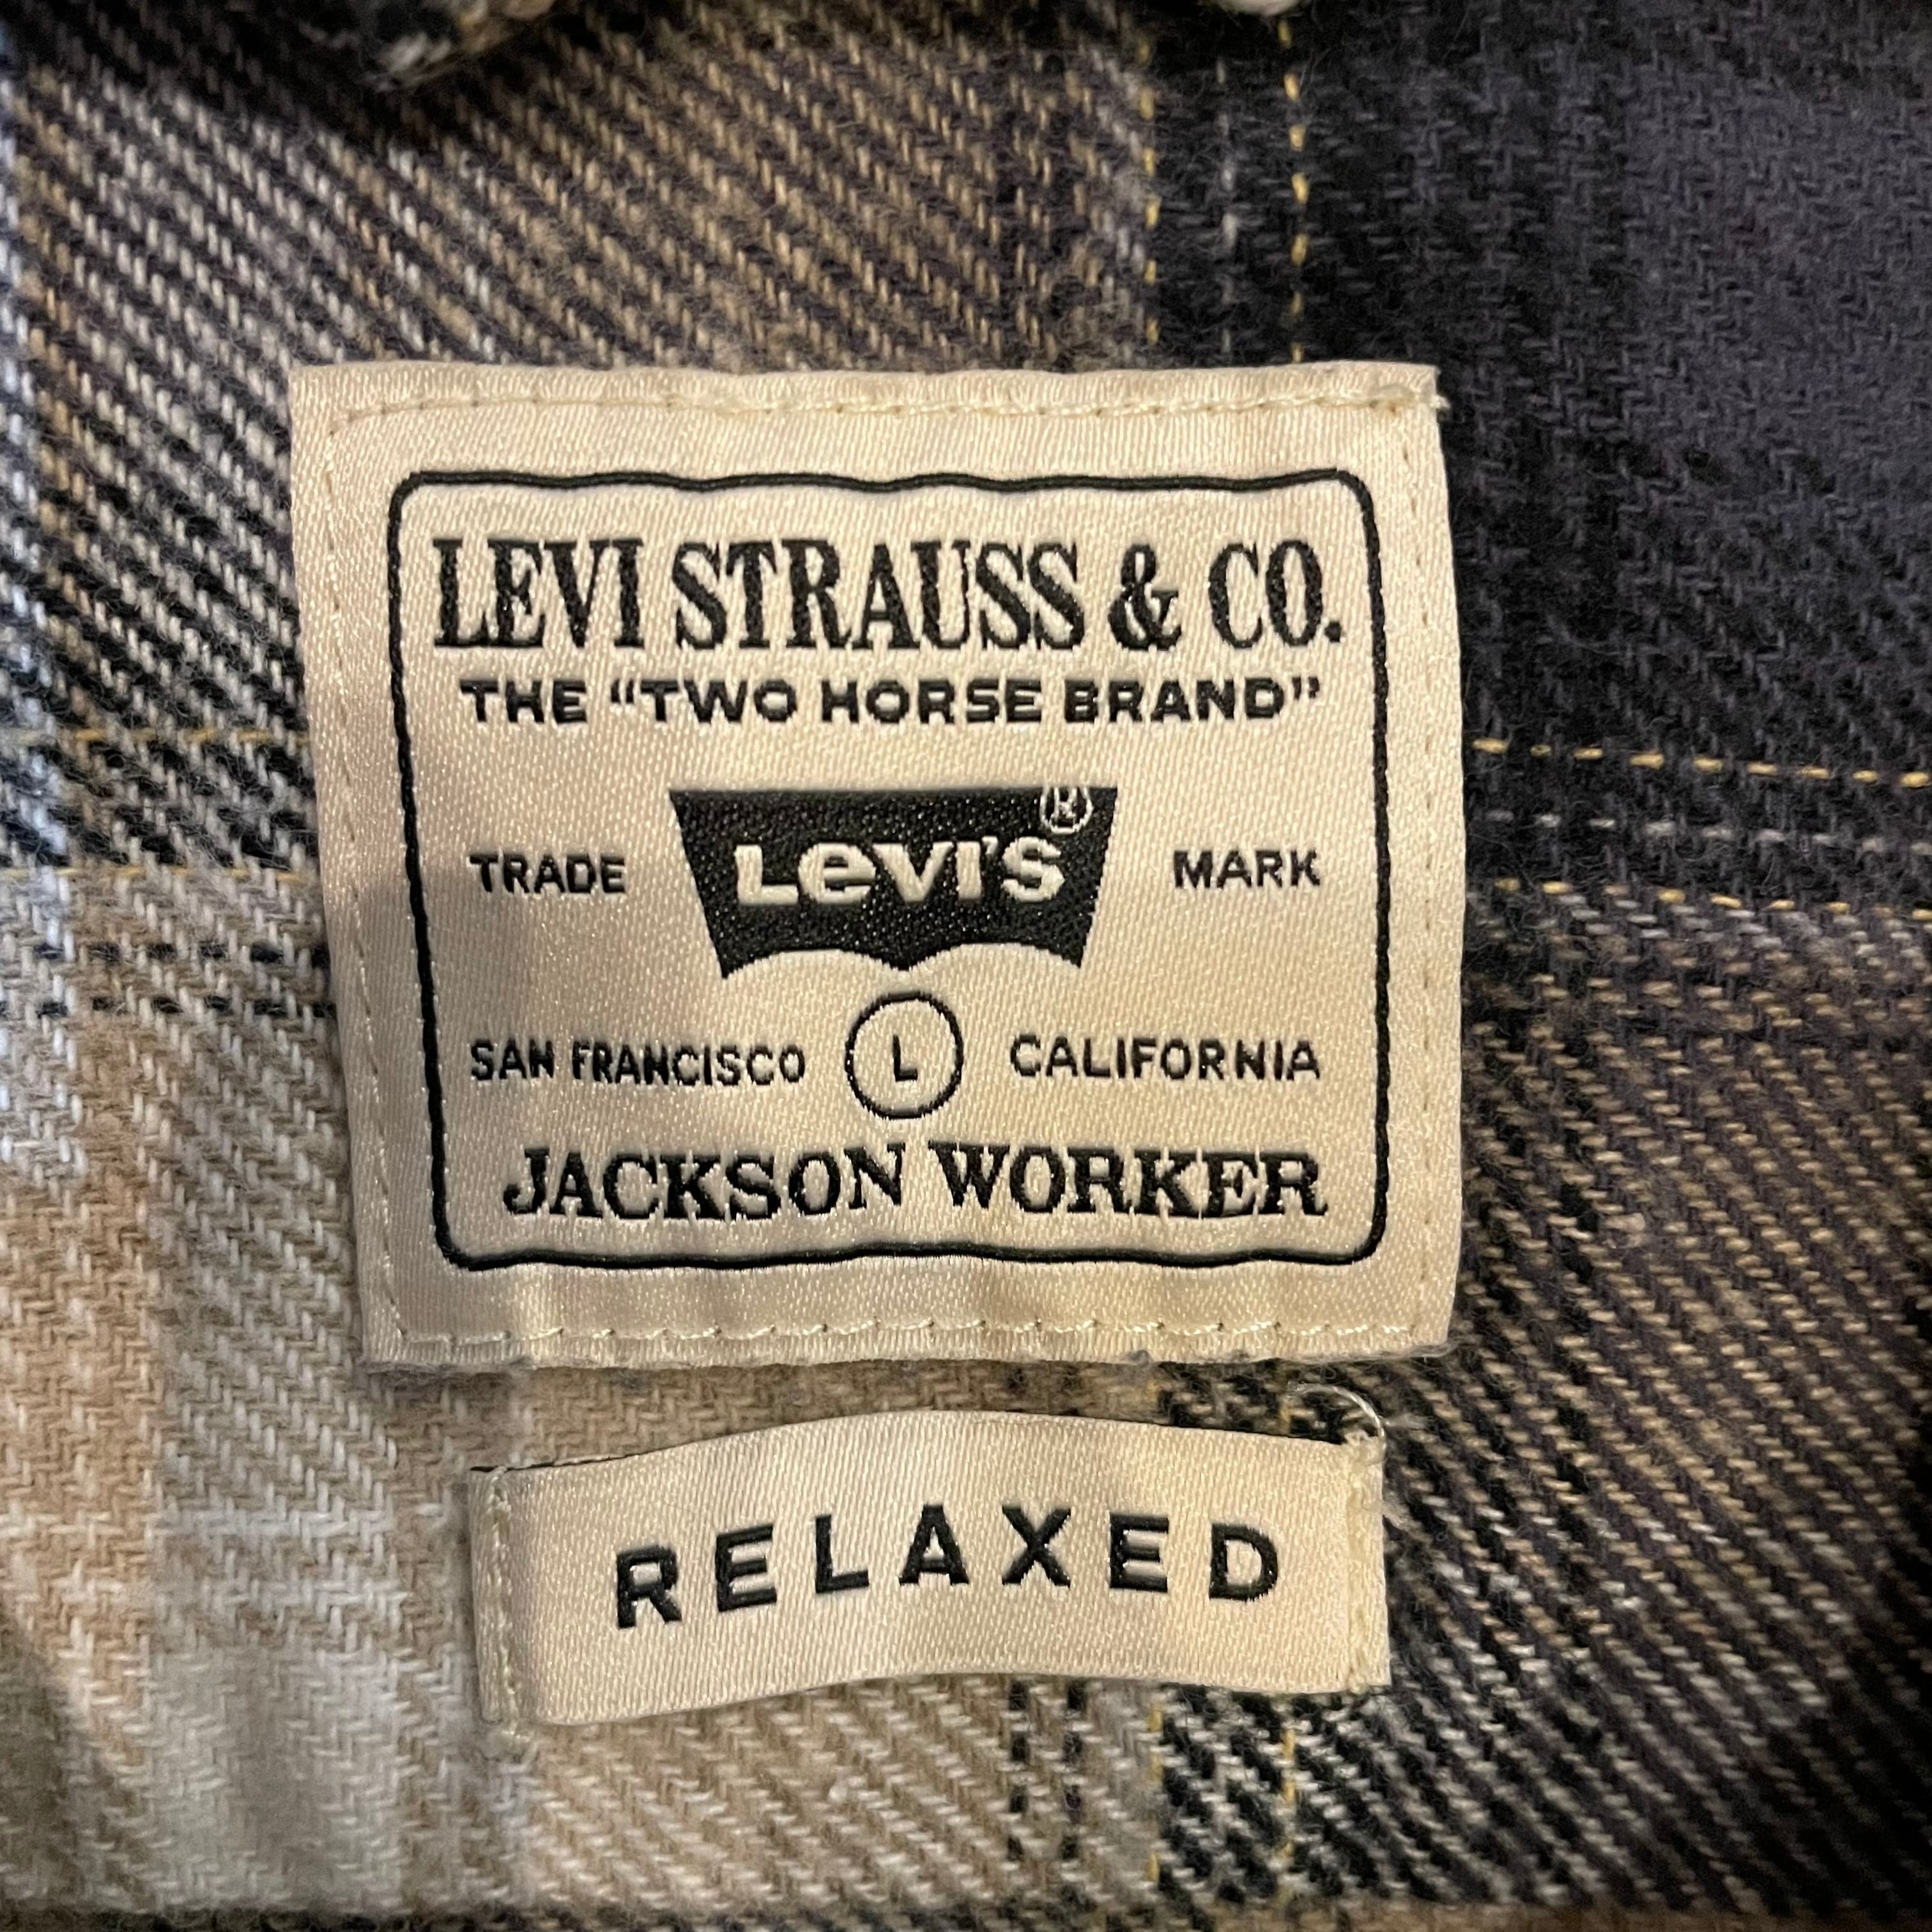 LEVI STRAUSS & CO.
THE "TWO HORSE BRAND"
TRADE LEVI'S® MARK
SAN FRANCISCO L CALIFORNIA
JACKSON WORKER
RELAXED